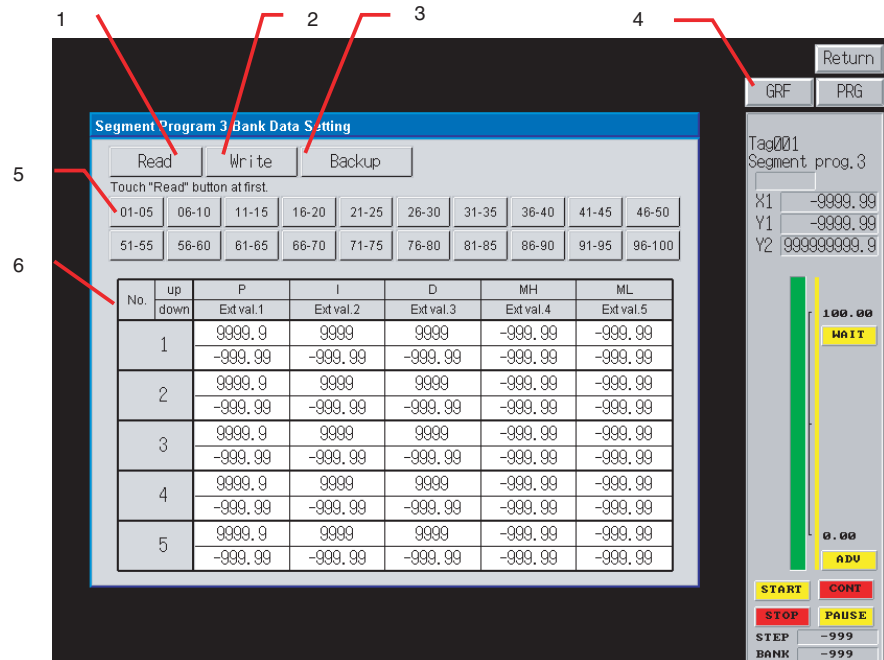 1 2 3 4
Return
GRF PRG
Segment Program 3 Bank Data Setting
Read Write Backup
Touch "Read" button at first.
5
01-05 06-10 11-15 16-20 21-25 26-30 31-35 36-40 41-45 46-50
51-55 56-60 61-65 66-70 71-75 76-80 81-85 86-90 91-95 96-100
6
No. up P I D MH ML
down Ext val.1 Ext val.2 Ext val.3 Ext val.4 Ext val.5
1 9999.9 9999 9999 -999.99 -999.99
-999.99 -999.99 -999.99 -999.99 -999.99
2 9999.9 9999 9999 -999.99 -999.99
-999.99 -999.99 -999.99 -999.99 -999.99
3 9999.9 9999 9999 -999.99 -999.99
-999.99 -999.99 -999.99 -999.99 -999.99
4 9999.9 9999 9999 -999.99 -999.99
-999.99 -999.99 -999.99 -999.99 -999.99
5 9999.9 9999 9999 -999.99 -999.99
-999.99 -999.99 -999.99 -999.99 -999.99
Tag001
Segment prog.3
X1 -9999.99
Y1 -9999.99
Y2 999999999.9
100.00
WAIT
0.00
ADV
START CONT
STOP PAUSE
STEP -999
BANK -999